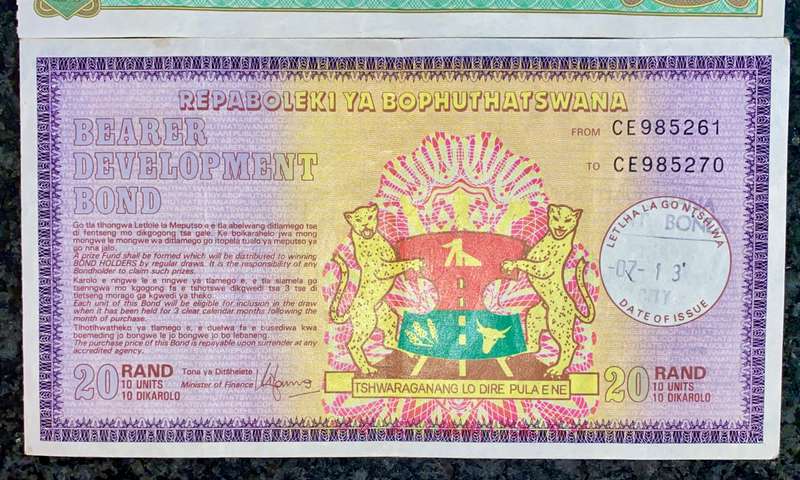 REPABOLEKI YA BOPHUTHATSWANA
BEARER
DEVELOPMENT
BOND
FROM CE985261
TO CE985270
Go tla tlhongwa Letlole la Meputso e e tla abelwang ditlamego tse
di fentseng mo dikgogong tsa gale. Ke boikarabelo jwa mong
mongwe le mongwe wa ditlamego go itopela tuelo ya meputso ya
go nna jalo.
A prize Fund shall be formed which will be distributed to winning
BOND HOLDERS by regular draws. It is the responsibility of any
Bondholder to claim such prizes.
Karolo e nngwe le e nngwe ya tlamego e, e tla siamela go
tsenngwa mo kgogong fa e tshotswe dikgwedi tse 3 tse di
tletseng morago ga kgwedi ya theko.
Each unit of this Bond will be eligible for inclusion in the draw
when it has been held for 3 clear calendar months following the
month of purchase.
Tlhotlhwatheko ya tlamego e, e duelwa fa e busediwa kwa
boemeding jo bongwe le jo bongwe jo bo lebaneng.
The purchase price of this Bond is repayable upon surrender at any
accredited agency.
LETLHA LA GO NTSHIWA
BOND
-07-13
CITY
DATE OF ISSUE
20 RAND
10 UNITS
10 DIKAROLO
Tona ya Ditšhelete
Minister of Finance
TSHWARAGANANG LO DIRE PULA E NE
20 RAND
10 UNITS
10 DIKAROLO